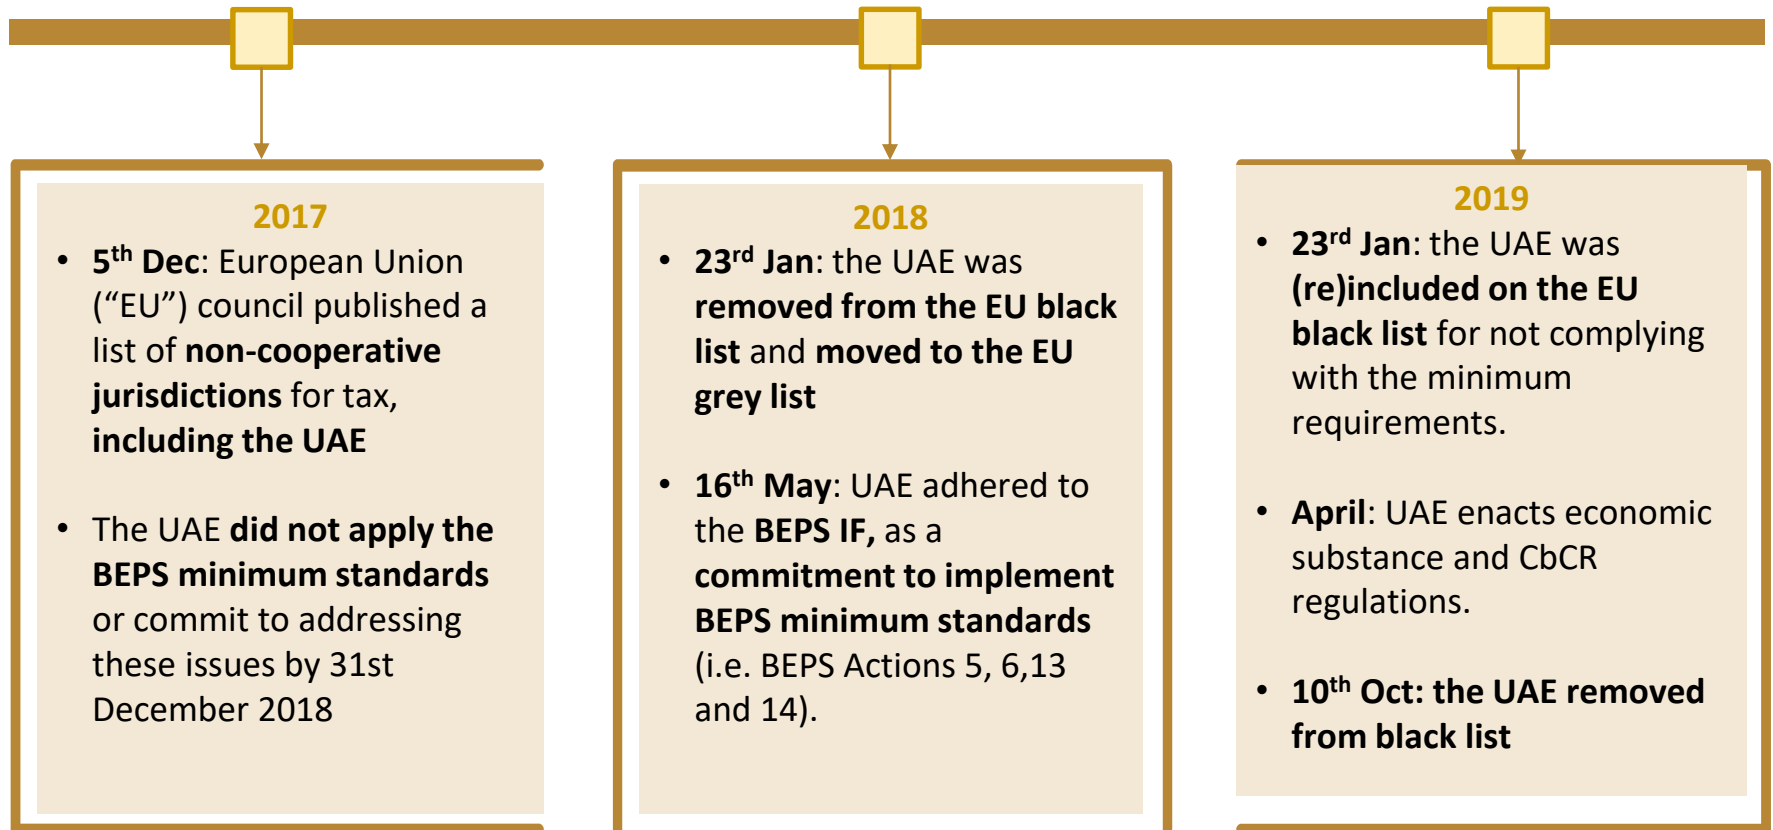 2017
• 5th Dec: European Union
(“EU”) council published a
list of non-cooperative
jurisdictions for tax,
including the UAE
• The UAE did not apply the
BEPS minimum standards
or commit to addressing
these issues by 31st
December 2018
2018
• 23rd Jan: the UAE was
removed from the EU black
list and moved to the EU
grey list
• 16th May: UAE adhered to
the BEPS IF, as a
commitment to implement
BEPS minimum standards
(i.e. BEPS Actions 5, 6,13
and 14).
2019
• 23rd Jan: the UAE was
(re)included on the EU
black list for not complying
with the minimum
requirements.
• April: UAE enacts economic
substance and CbCR
regulations.
• 10th Oct: the UAE removed
from black list